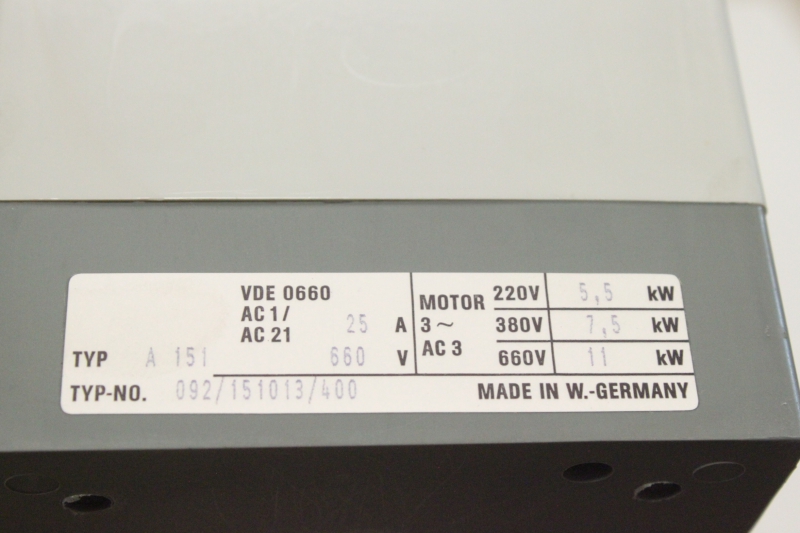 VDE 0660
AC 1/
AC 21 25 A
TYP A 151 660 V
TYP-NO. 092/151013/400
MOTOR 220V 5,5 kW
3~ 380V 7,5 kW
AC 3 660V 11 kW
MADE IN W.-GERMANY